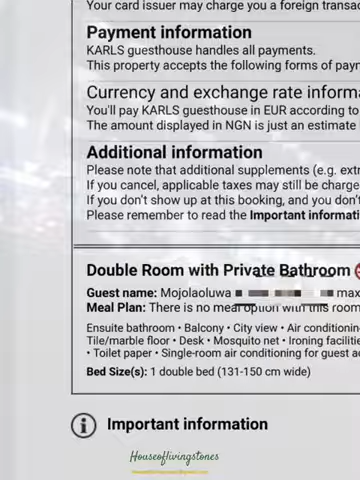 Your card issuer may charge you a foreign transac
Payment information
KARLS guesthouse handles all payments.
This property accepts the following forms of payr
Currency and exchange rate informa
You'll pay KARLS guesthouse in EUR according to
The amount displayed in NGN is just an estimate
Additional information
Please note that additional supplements (e.g. extr
If you cancel, applicable taxes may still be charge
If you don't show up at this booking, and you don't
Please remember to read the Important informati
Double Room with Private Bathroom
Guest name: Mojolaoluwa max
Meal Plan: There is no meal option with this room
Ensuite bathroom • Balcony • City view • Air conditionin
Tile/marble floor • Desk • Mosquito net • Ironing facilitie
• Toilet paper • Single-room air conditioning for guest ac
Bed Size(s): 1 double bed (131-150 cm wide)
Important information
Houseoflivingstones